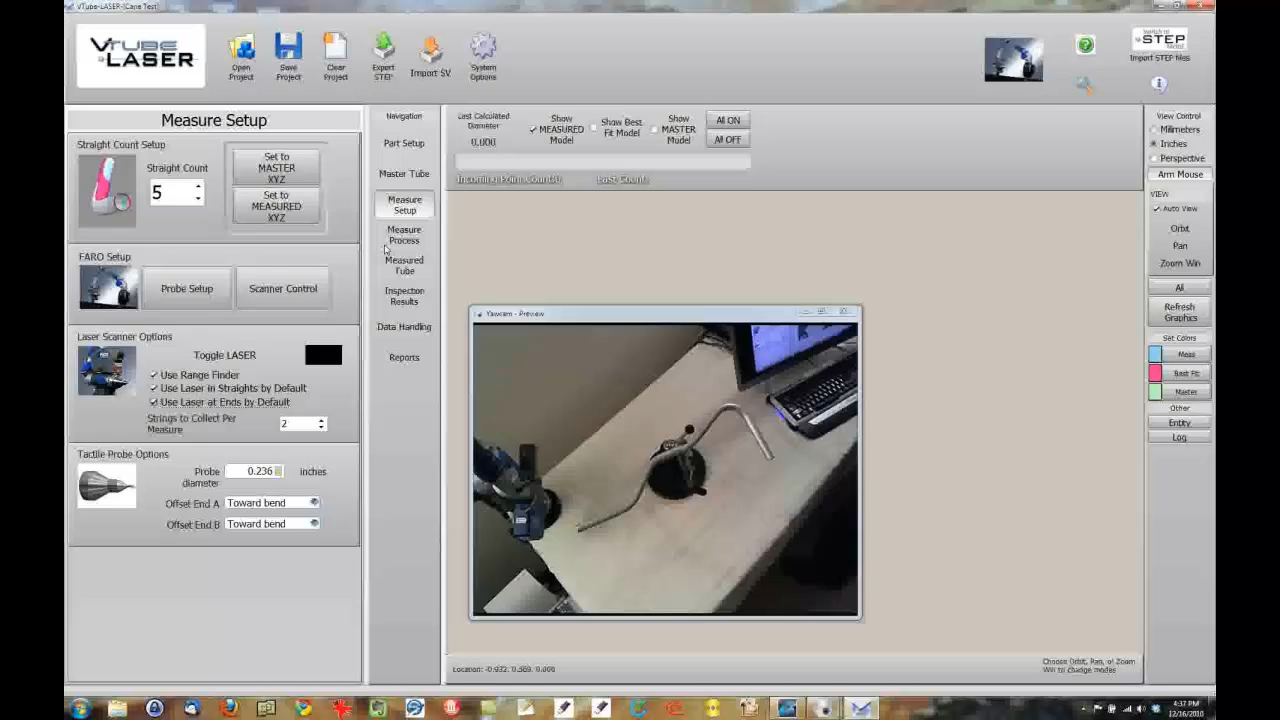 vTube-LASER-[Cane Test]
VTUBE
LASER
Open
Project
Save
Project
Clear
Project
Export
STEP
Import SV
System
Options
STEP
Import STEP files
Measure Setup
Straight Count Setup
Straight Count
5
Set to
MASTER
XYZ
Set to
MEASURED
XYZ
FARO Setup
Probe Setup
Scanner Control
Laser Scanner Options
Toggle LASER
Use Range Finder
Use Laser in Straights by Default
Use Laser at Ends by Default
Strings to Collect Per
Measure
2
Tactile Probe Options
Probe
diameter
0.236
inches
Offset End A
Toward bend
Offset End B
Toward bend
Navigation
Part Setup
Master Tube
Measure
Setup
Measure
Process
Measured
Tube
Inspection
Results
Data Handling
Reports
Last Calculated
Diameter
0.000
Show
MEASURED
Model
Show Best
Fit Model
Show
MASTER
Model
All ON
All OFF
Incoming Point Count()
Last Count:
Yawcam - Preview
Choose Orbit, Pan, or Zoom
Win to change modes
View Control
Milimeters
Inches
Perspective
Arm Mouse
VIEW
Auto View
Orbit
Pan
Zoom Win
All
Refresh
Graphics
Set Colors
Meas
Best Fit
Master
Other
Entity
Log
4:37 PM
12/16/2010